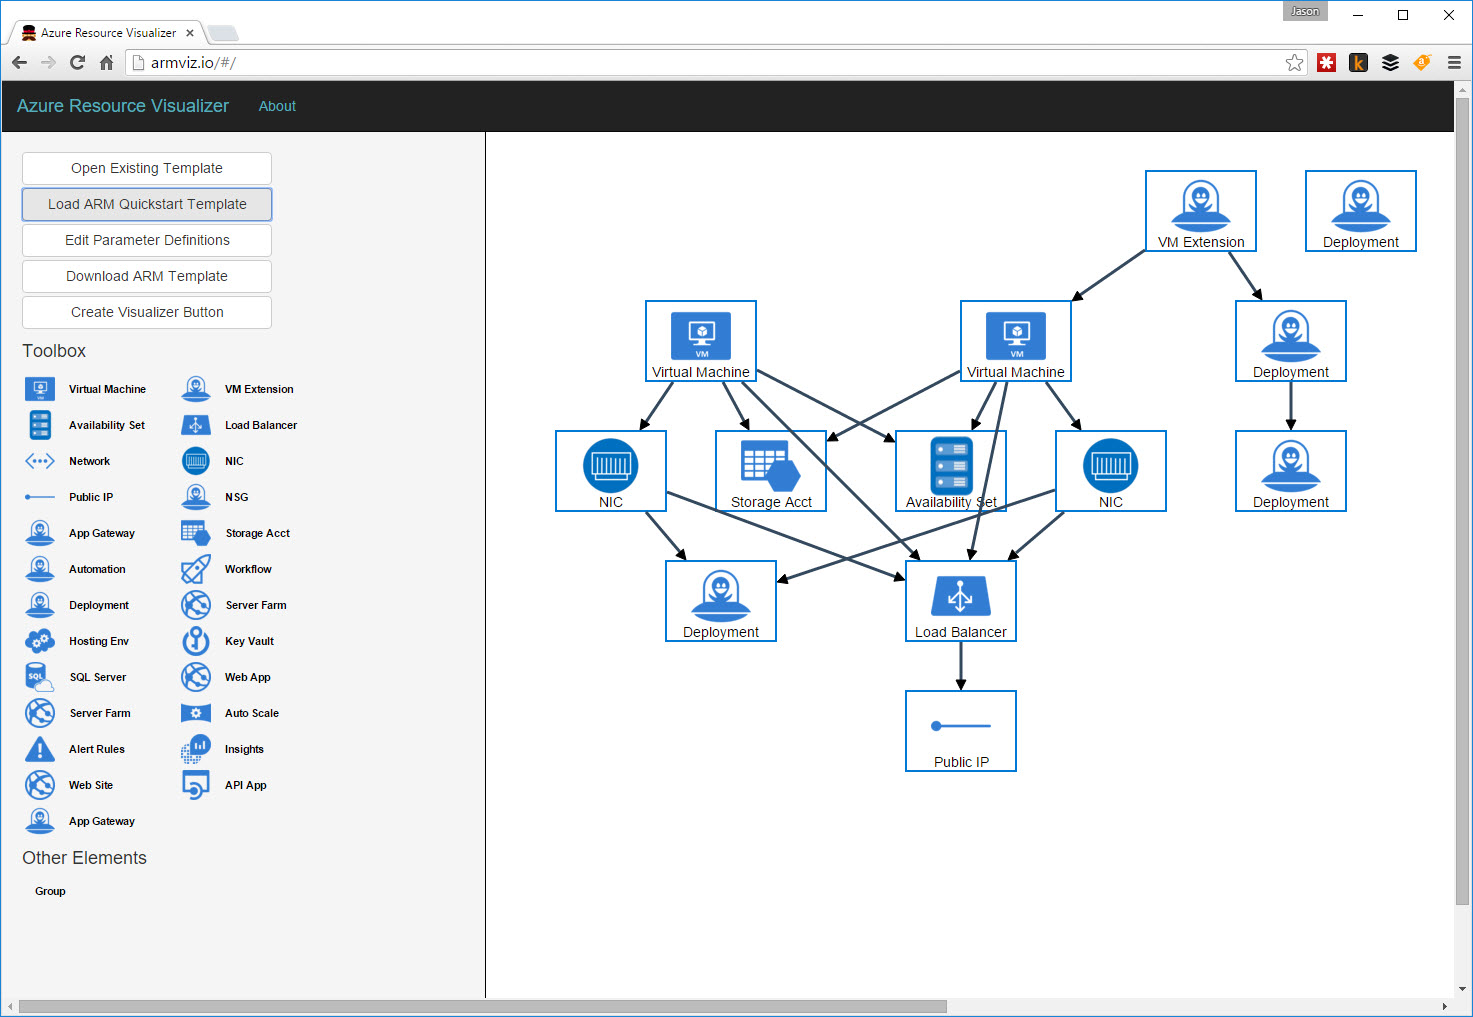 Jason
Azure Resource Visualizer
armviz.io/#/
Azure Resource Visualizer About
Open Existing Template
Load ARM Quickstart Template
Edit Parameter Definitions
Download ARM Template
Create Visualizer Button
Toolbox
Virtual Machine VM Extension
Availability Set Load Balancer
Network NIC
Public IP NSG
App Gateway Storage Acct
Automation Workflow
Deployment Server Farm
Hosting Env Key Vault
SQL
SQL Server Web App
Server Farm Auto Scale
Alert Rules Insights
Web Site API App
App Gateway
Other Elements
Group
VM Extension Deployment
VM VM
Virtual Machine Virtual Machine Deployment
NIC Storage Acct Availability Set NIC Deployment
Deployment Load Balancer
Public IP